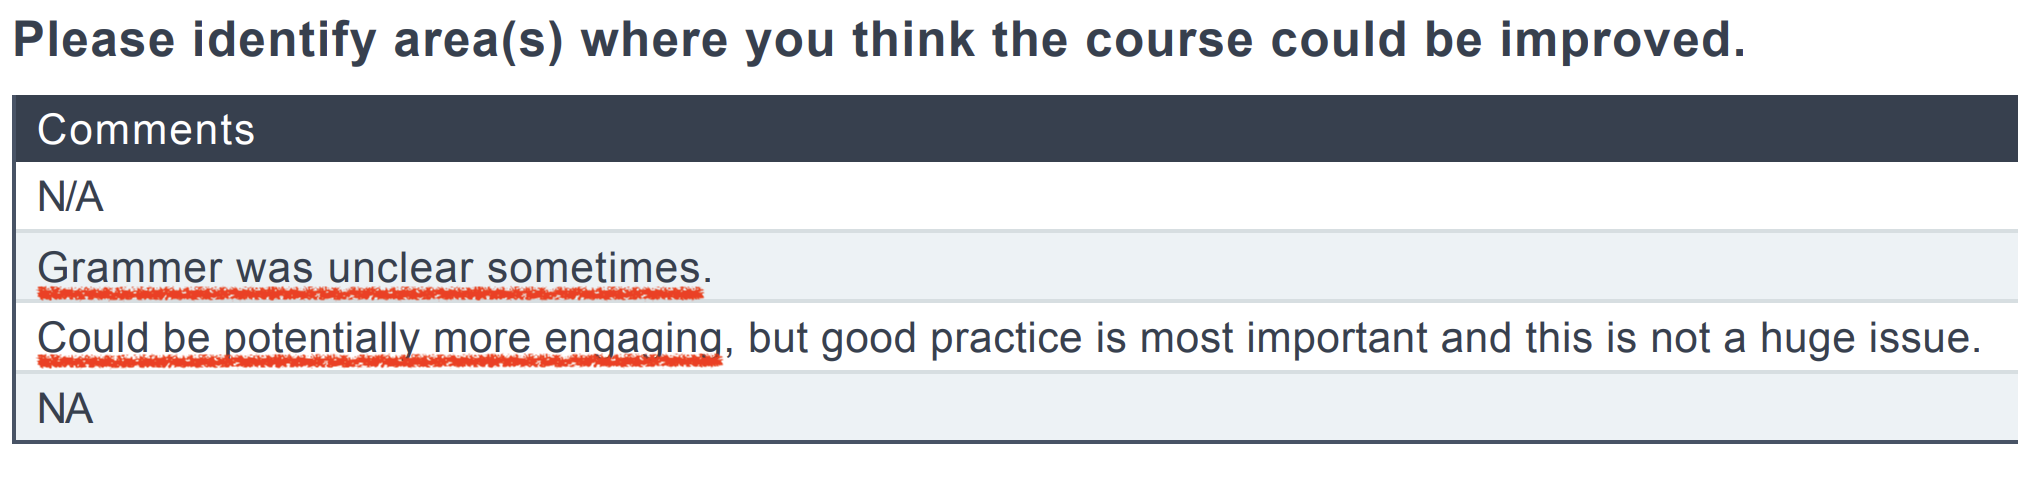 Please identify area(s) where you think the course could be improved.
Comments
N/A
Grammer was unclear sometimes.
Could be potentially more engaging, but good practice is most important and this is not a huge issue.
NA